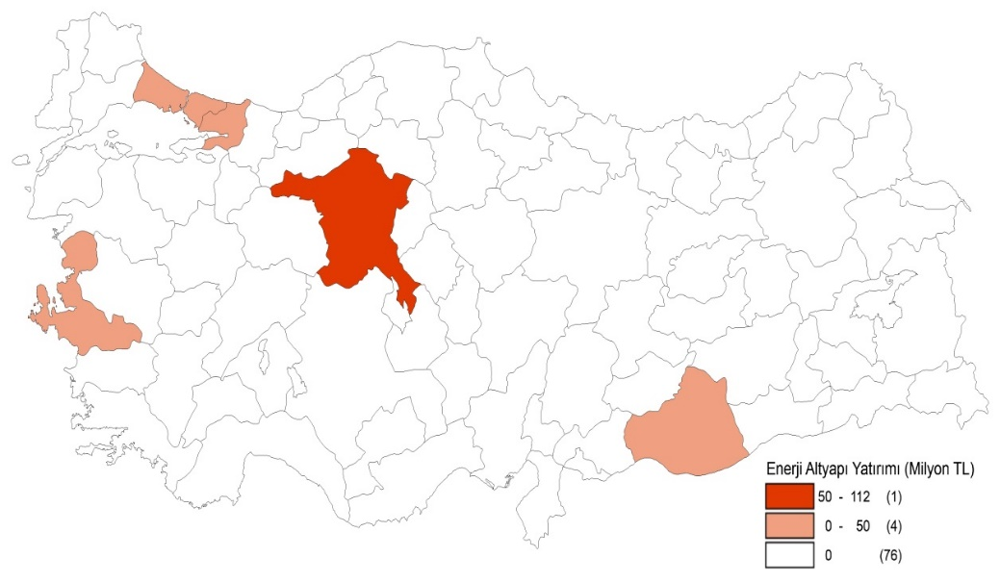 Enerji Altyapı Yatırımı (Milyon TL)
50 - 112 (1)
0 - 50 (4)
0 (76)